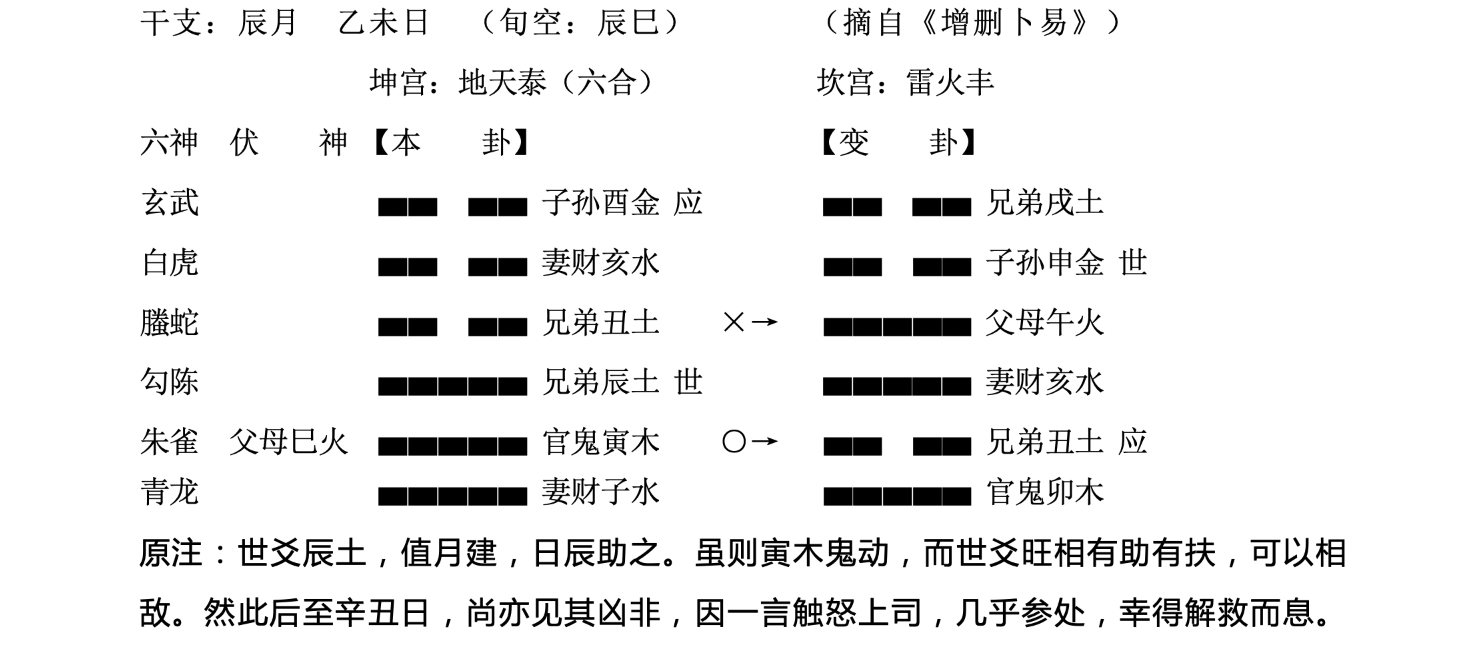 干支：辰月　乙未日　（旬空：辰巳）　（摘自《增删卜易》）
坤宫：地天泰（六合）　坎宫：雷火丰
六神　伏　神　【本　卦】　【变　卦】
玄武　子孙酉金 应　兄弟戌土
白虎　妻财亥水　子孙申金 世
螣蛇　兄弟丑土　×→　父母午火
勾陈　兄弟辰土 世　妻财亥水
朱雀　父母巳火　官鬼寅木　○→　兄弟丑土 应
青龙　妻财子水　官鬼卯木
原注：世爻辰土，值月建，日辰助之。虽则寅木鬼动，而世爻旺相有助有扶，可以相
敌。然此后至辛丑日，尚亦见其凶非，因一言触怒上司，几乎参处，幸得解救而息。